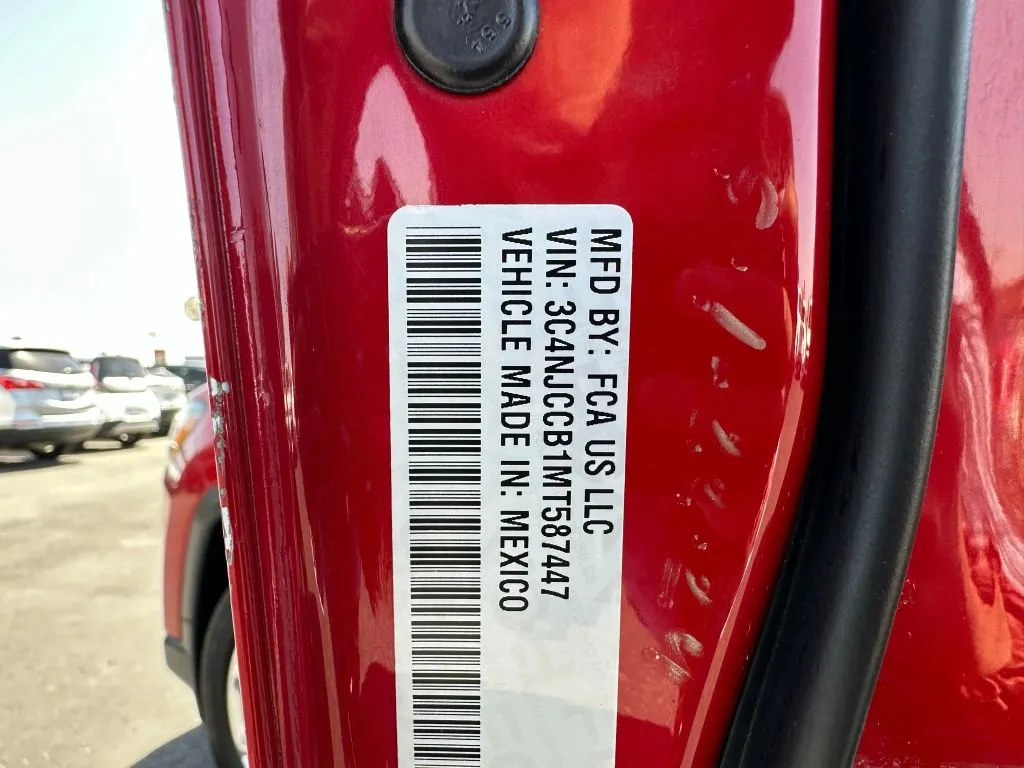 MFD BY: FCA US LLC
VIN: 3C4NJCCB1MT587447
VEHICLE MADE IN: MEXICO